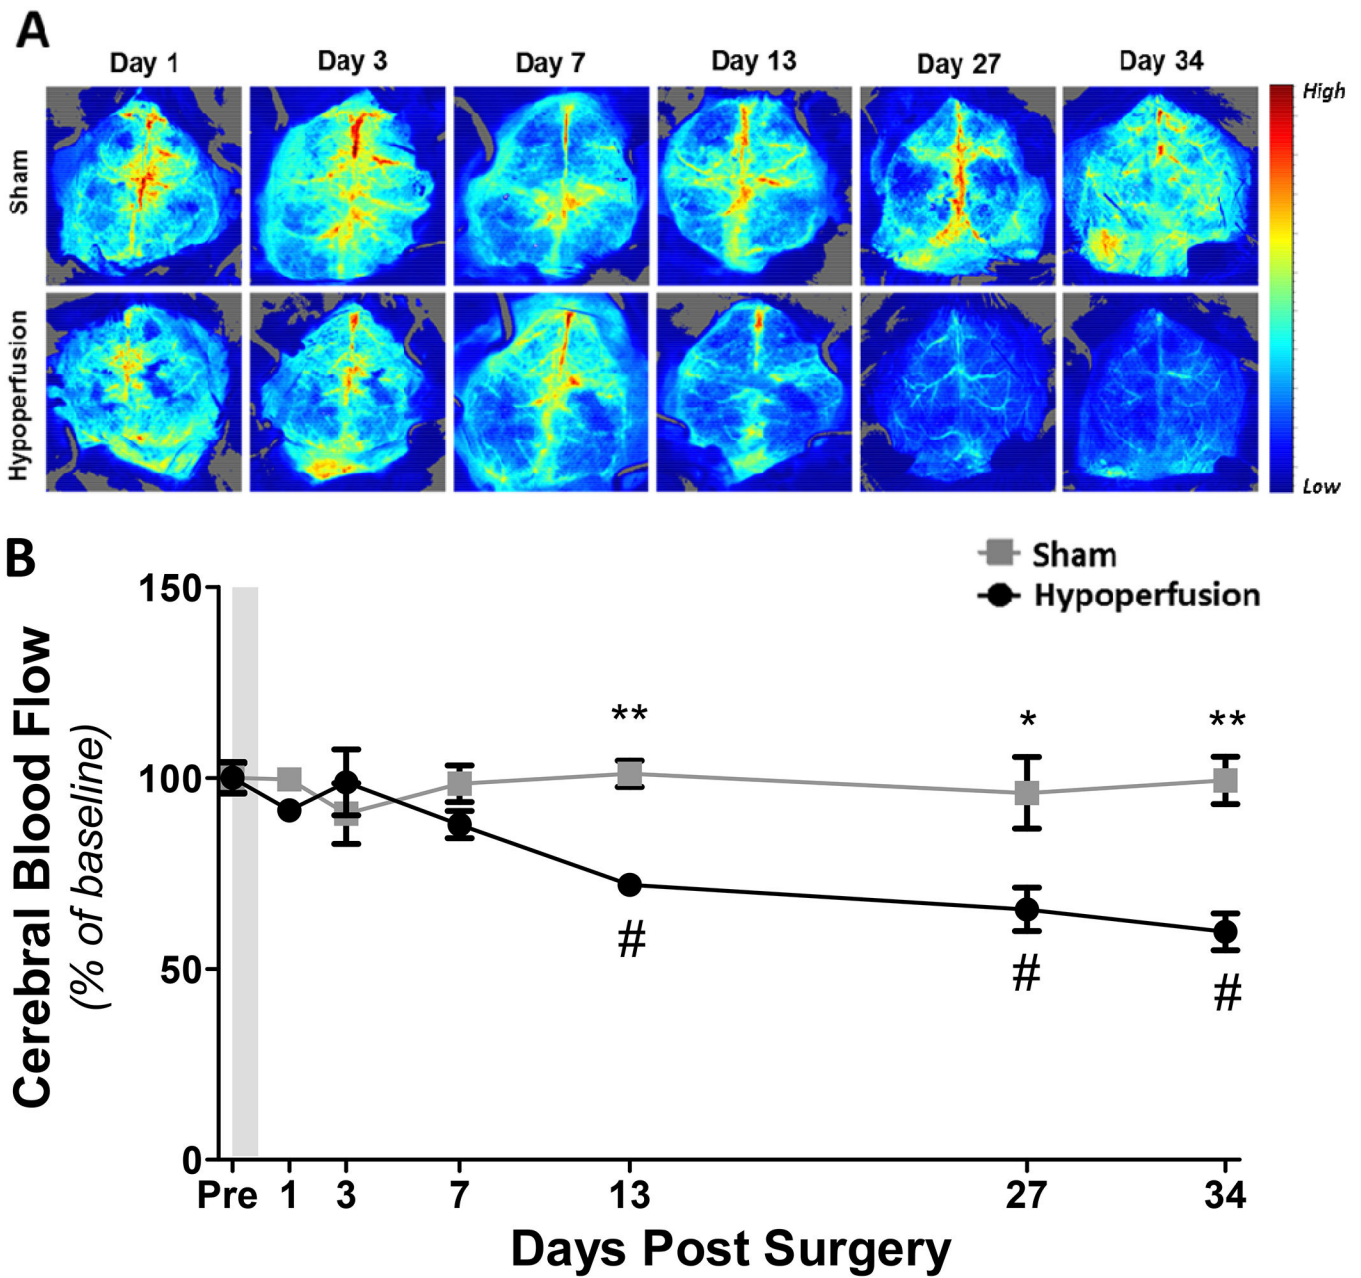 A
Day 1 Day 3 Day 7 Day 13 Day 27 Day 34
High
Sham
Hypoperfusion
Low
B
Sham
Hypoperfusion
Cerebral Blood Flow
(% of baseline)
150
100
50
0
** * **
# # #
Pre 1 3 7 13 27 34
Days Post Surgery